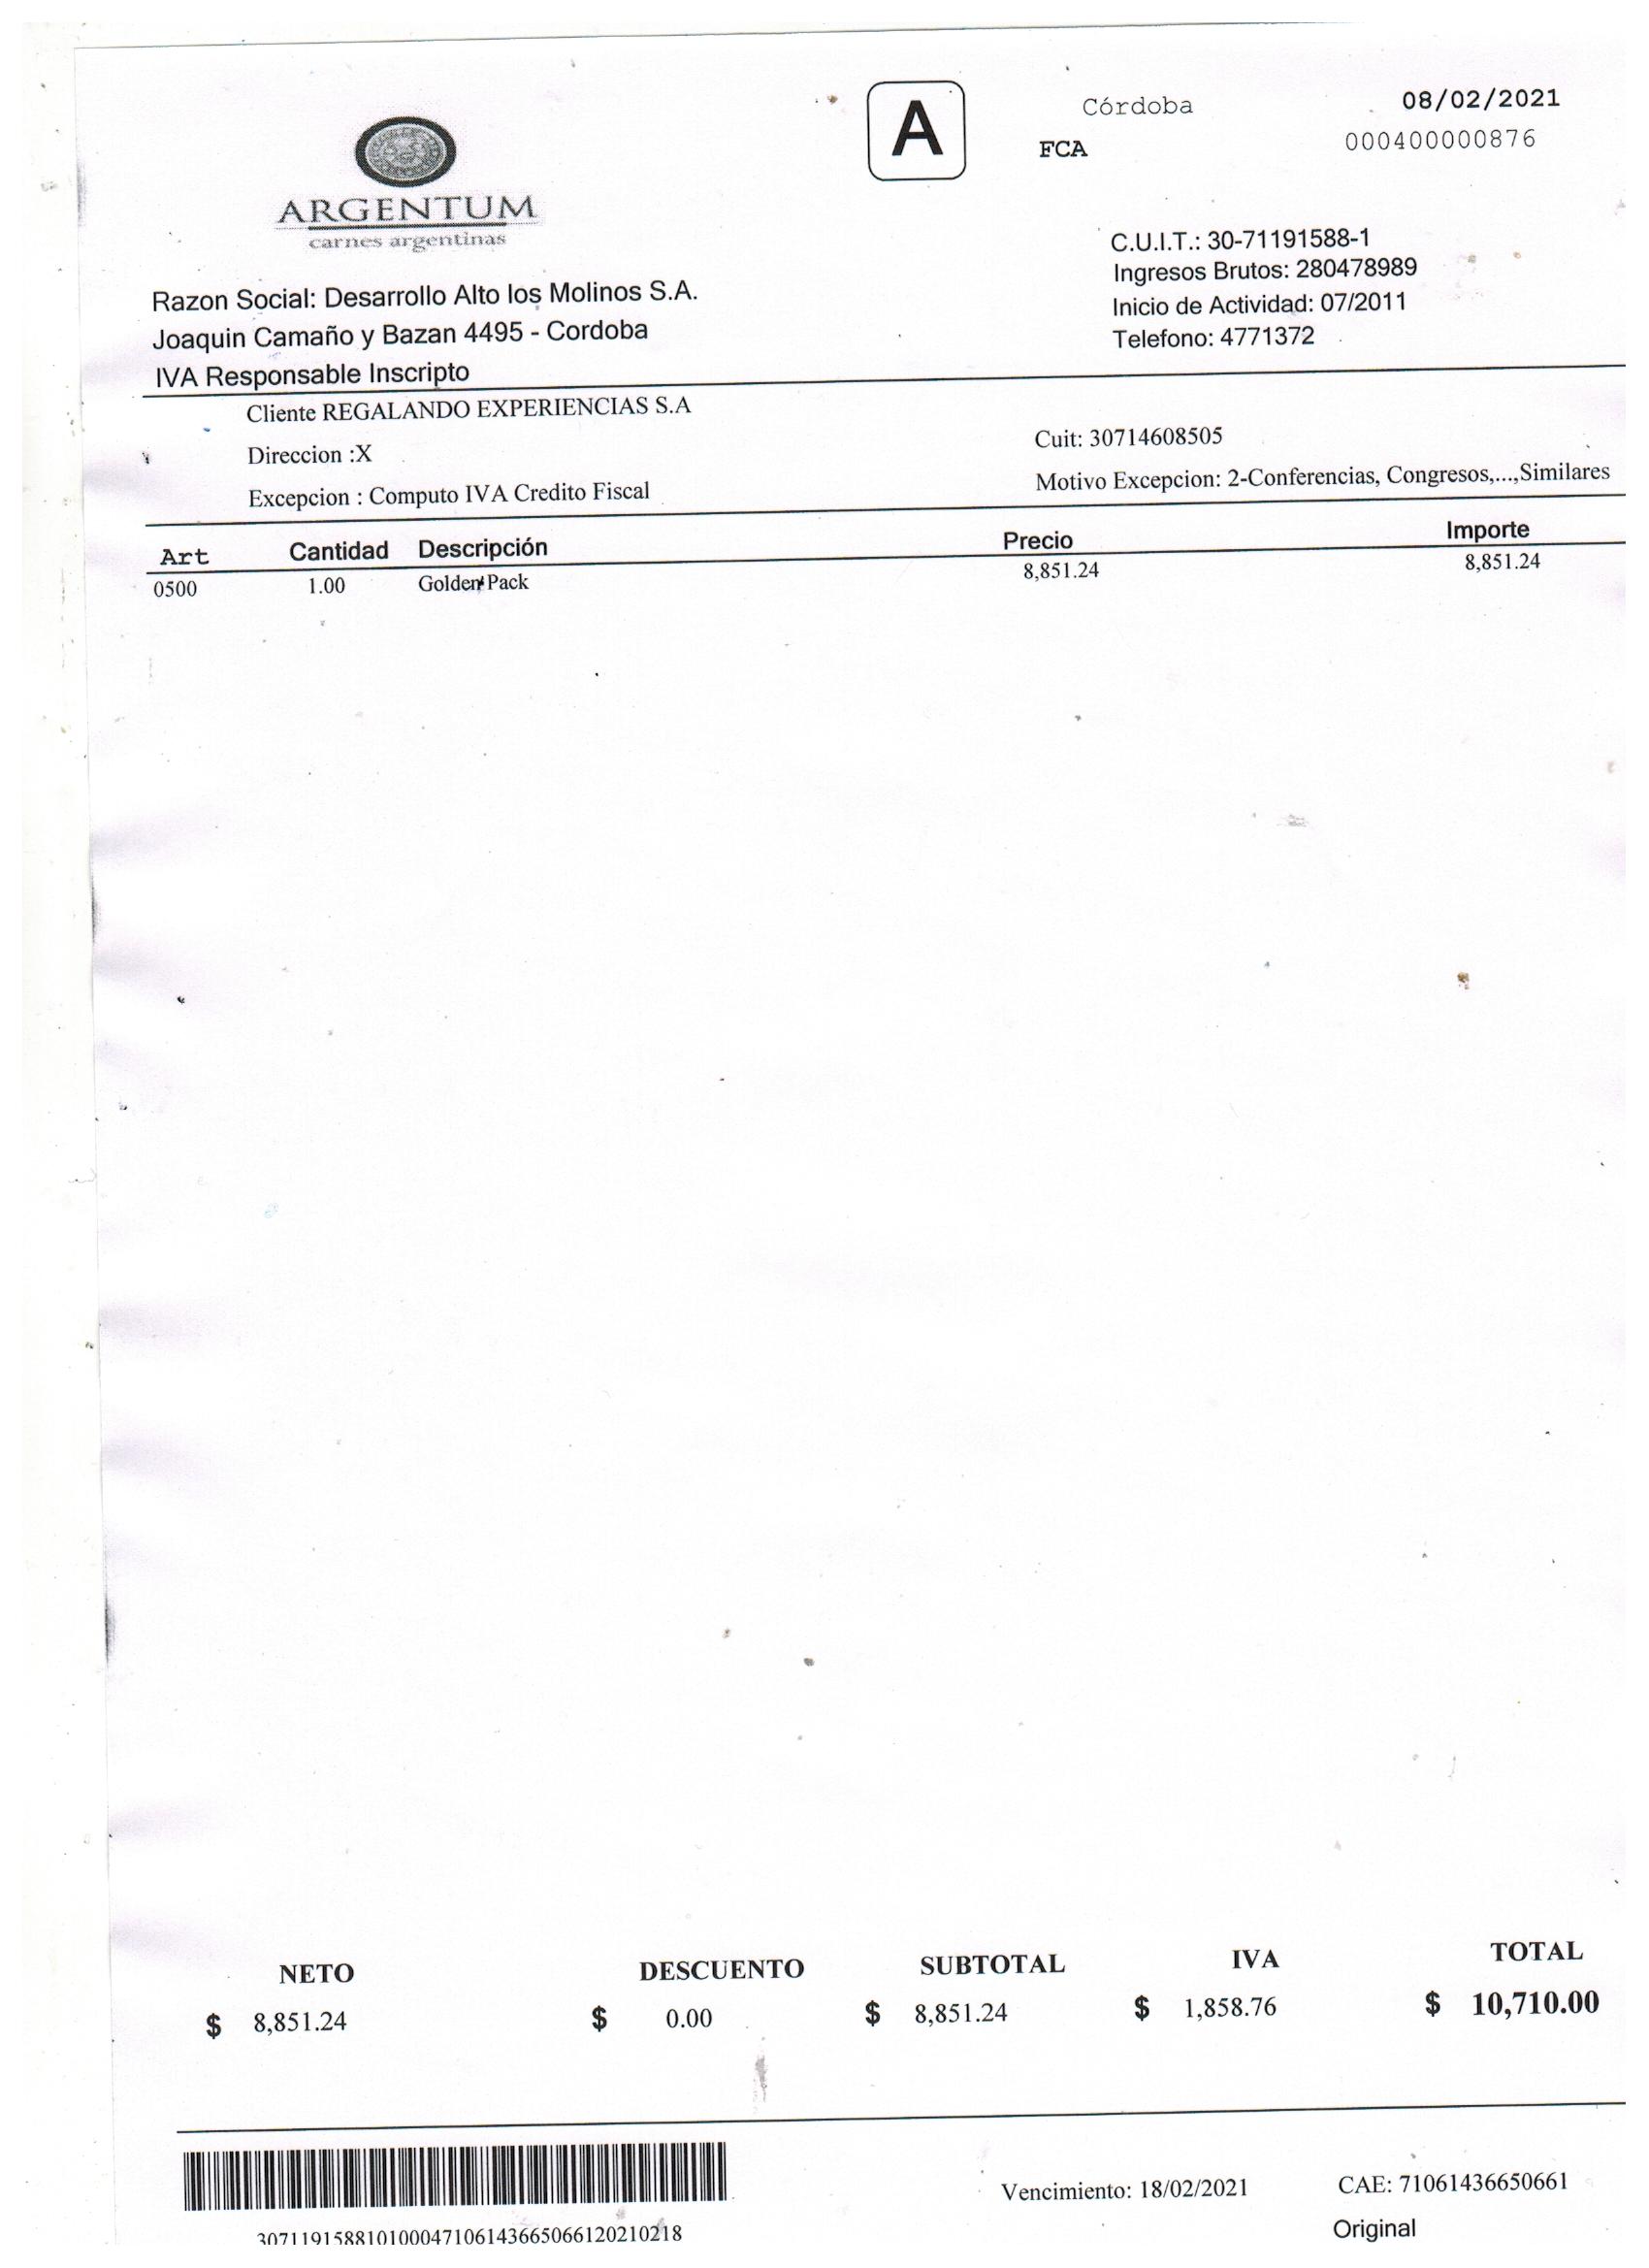 A
Córdoba 08/02/2021
FCA 000400000876
ARGENTUM
carnes argentinas
C.U.I.T.: 30-71191588-1
Ingresos Brutos: 280478989
Inicio de Actividad: 07/2011
Telefono: 4771372
Razon Social: Desarrollo Alto los Molinos S.A.
Joaquin Camaño y Bazan 4495 - Cordoba
IVA Responsable Inscripto
Cliente REGALANDO EXPERIENCIAS S.A
Direccion :X
Cuit: 30714608505
Excepcion : Computo IVA Credito Fiscal
Motivo Excepcion: 2-Conferencias, Congresos,...,Similares
Art Cantidad Descripción Precio Importe
0500 1.00 Golden Pack 8,851.24 8,851.24
NETO DESCUENTO SUBTOTAL IVA TOTAL
$ 8,851.24 $ 0.00 $ 8,851.24 $ 1,858.76 $ 10,710.00
Vencimiento: 18/02/2021 CAE: 71061436650661
Original
307119158810100047106143665066120210218